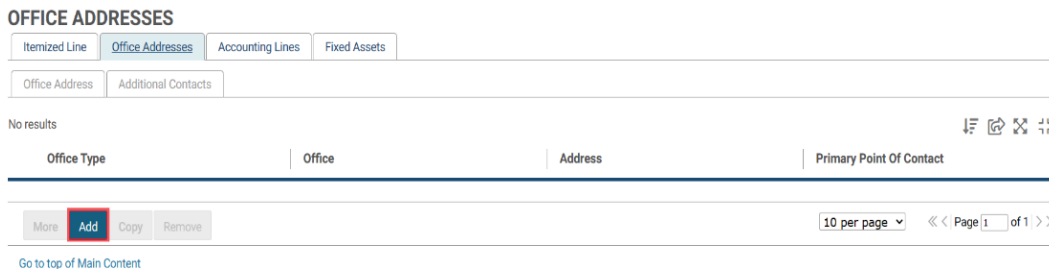 OFFICE ADDRESSES
Itemized Line Office Addresses Accounting Lines Fixed Assets
Office Address Additional Contacts
No results
Office Type Office Address Primary Point Of Contact
More Add Copy Remove 10 per page Page 1 of 1
Go to top of Main Content